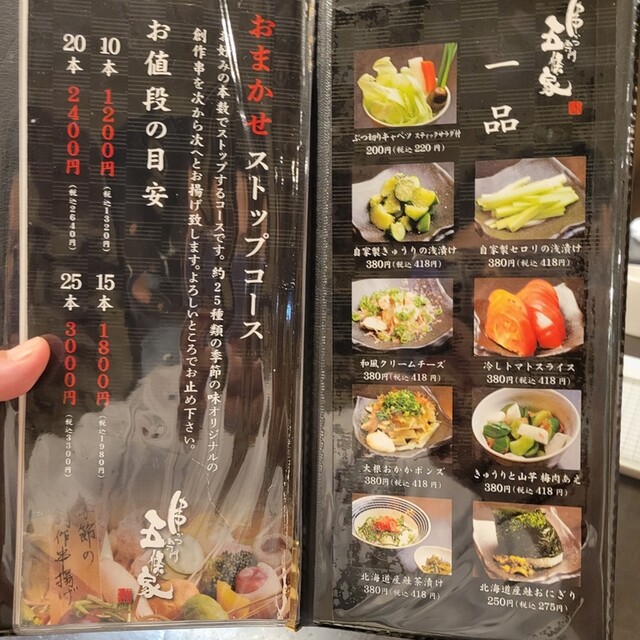 おまかせ ストップコース
お好みの本数でストップするコースです。約25種類の季節の味オリジナルの
創作串を次から次へとお揚げ致します。よろしいところでお止め下さい。
お値段の目安
10本 1200円(税込1320円)
15本 1800円(税込1980円)
20本 2400円(税込2640円)
25本 3000円(税込3300円)
季節の
創作串揚げ
五條家
五條家
一品
ぶつ切りキャベツ スティックサラダ付
200円(税込220円)
自家製きゅうりの浅漬け
380円(税込418円)
自家製セロリの浅漬け
380円(税込418円)
和風クリームチーズ
380円(税込418円)
冷しトマトスライス
380円(税込418円)
大根おかかポンズ
380円(税込418円)
きゅうりと山芋 梅肉あえ
380円(税込418円)
北海道産鮭茶漬け
380円(税込418円)
北海道産鮭おにぎり
250円(税込275円)